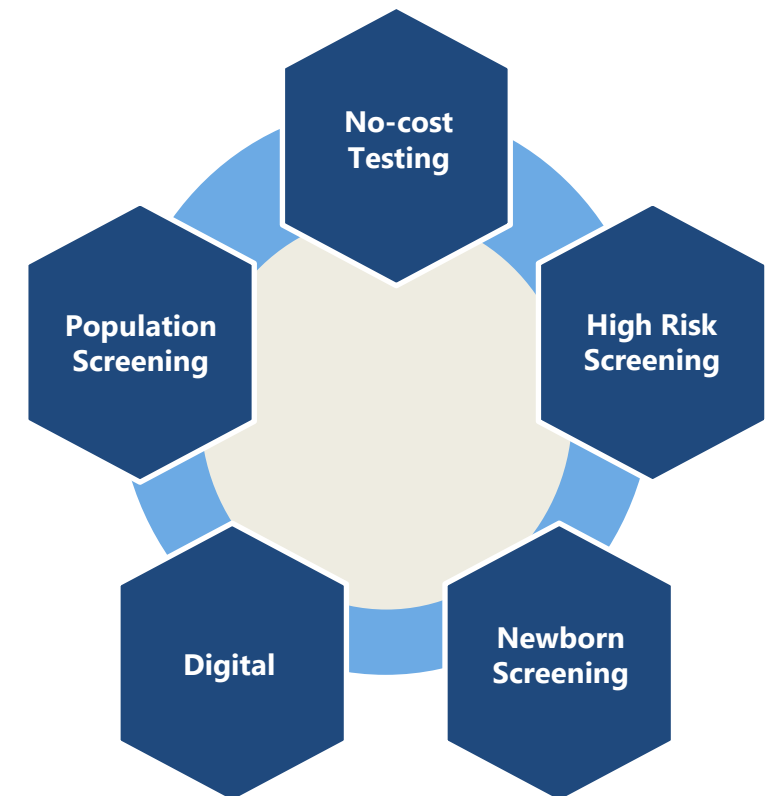 No-cost
Testing
High Risk
Screening
Newborn
Screening
Digital
Population
Screening